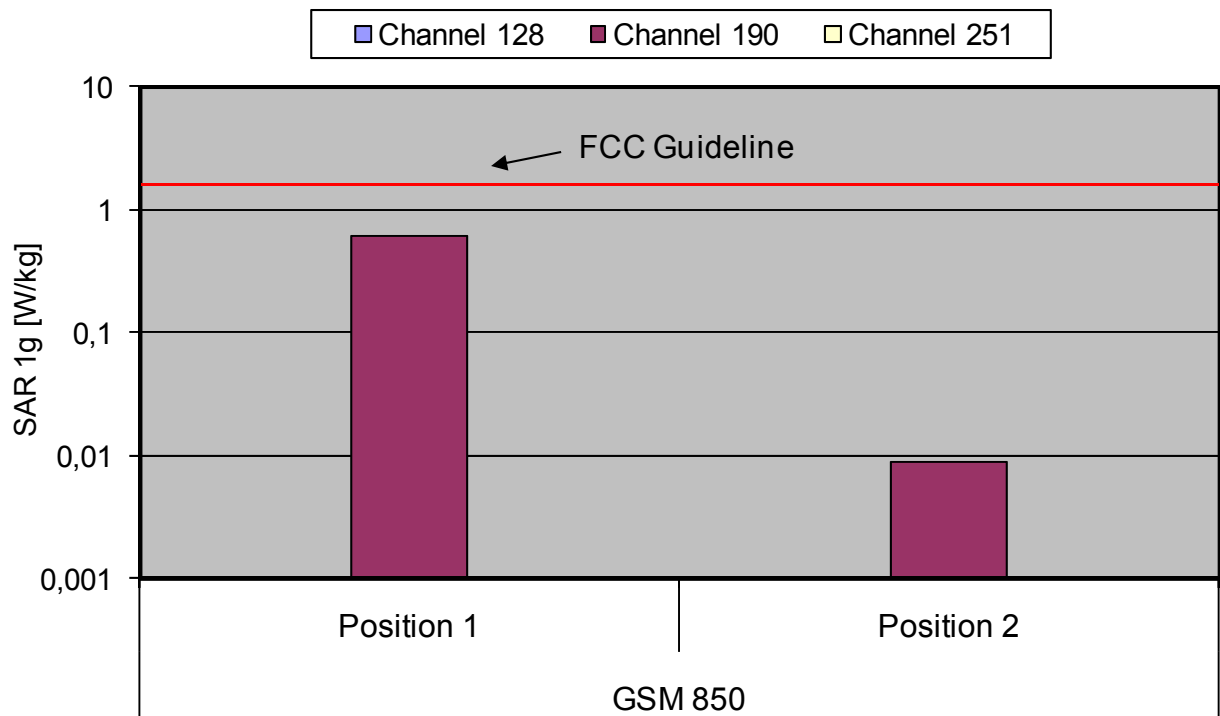 Channel 128 Channel 190 Channel 251
10
FCC Guideline
1
SAR 1g [W/kg]
0,1
0,01
0,001
Position 1 Position 2
GSM 850